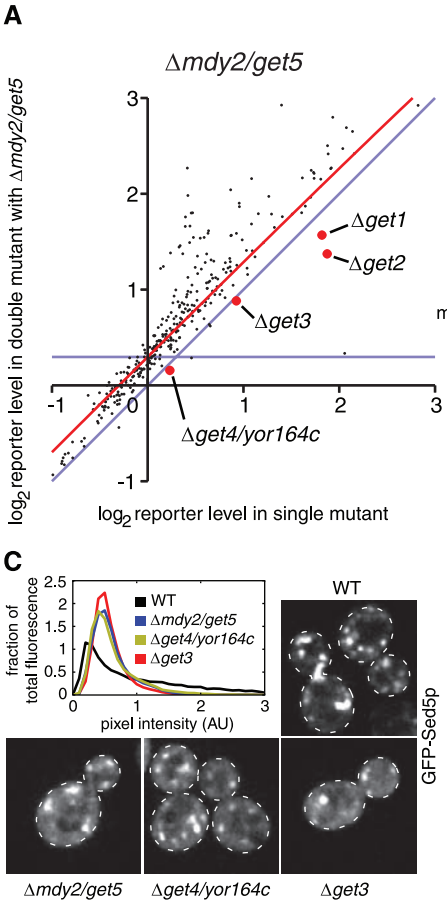 A
Δmdy2/get5
log2 reporter level in double mutant with Δmdy2/get5
3
2
1
-1
-1
0
1
2
3
Δget1
Δget2
Δget3
Δget4/yor164c
m
log2 reporter level in single mutant
C
fraction of
total fluorescence
2.5
2
1.5
1
0.5
0
0
1
2
3
pixel intensity (AU)
WT
Δmdy2/get5
Δget4/yor164c
Δget3
WT
GFP-Sed5p
Δmdy2/get5
Δget4/yor164c
Δget3